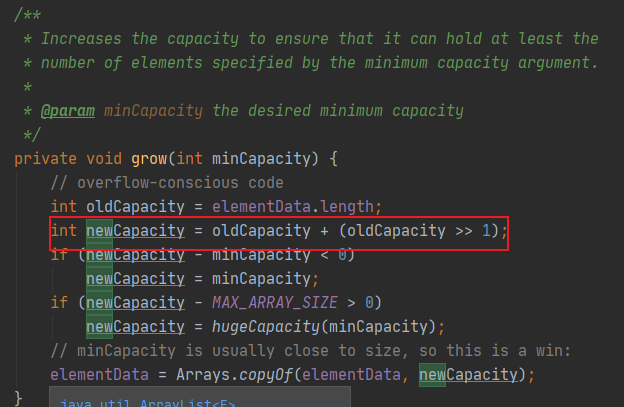 /**
 * Increases the capacity to ensure that it can hold at least the
 * number of elements specified by the minimum capacity argument.
 *
 * @param minCapacity the desired minimum capacity
 */
private void grow(int minCapacity) {
    // overflow-conscious code
    int oldCapacity = elementData.length;
    int newCapacity = oldCapacity + (oldCapacity >> 1);
    if (newCapacity - minCapacity < 0)
        newCapacity = minCapacity;
    if (newCapacity - MAX_ARRAY_SIZE > 0)
        newCapacity = hugeCapacity(minCapacity);
    // minCapacity is usually close to size, so this is a win:
    elementData = Arrays.copyOf(elementData, newCapacity);
}
java.util.ArrayList<E>